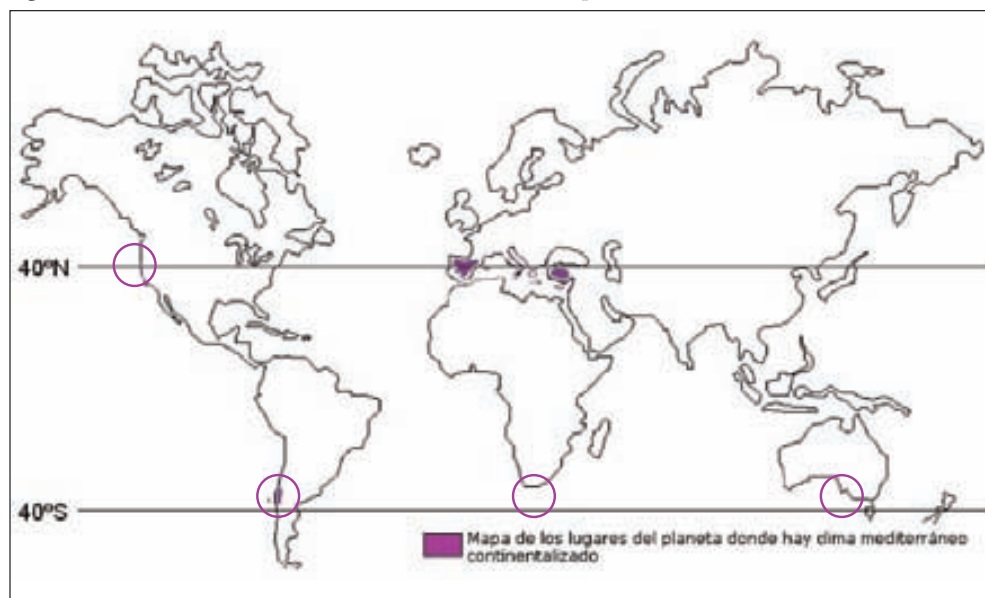 40ºN
40ºS
Mapa de los lugares del planeta donde hay clima mediterráneo
continentalizado